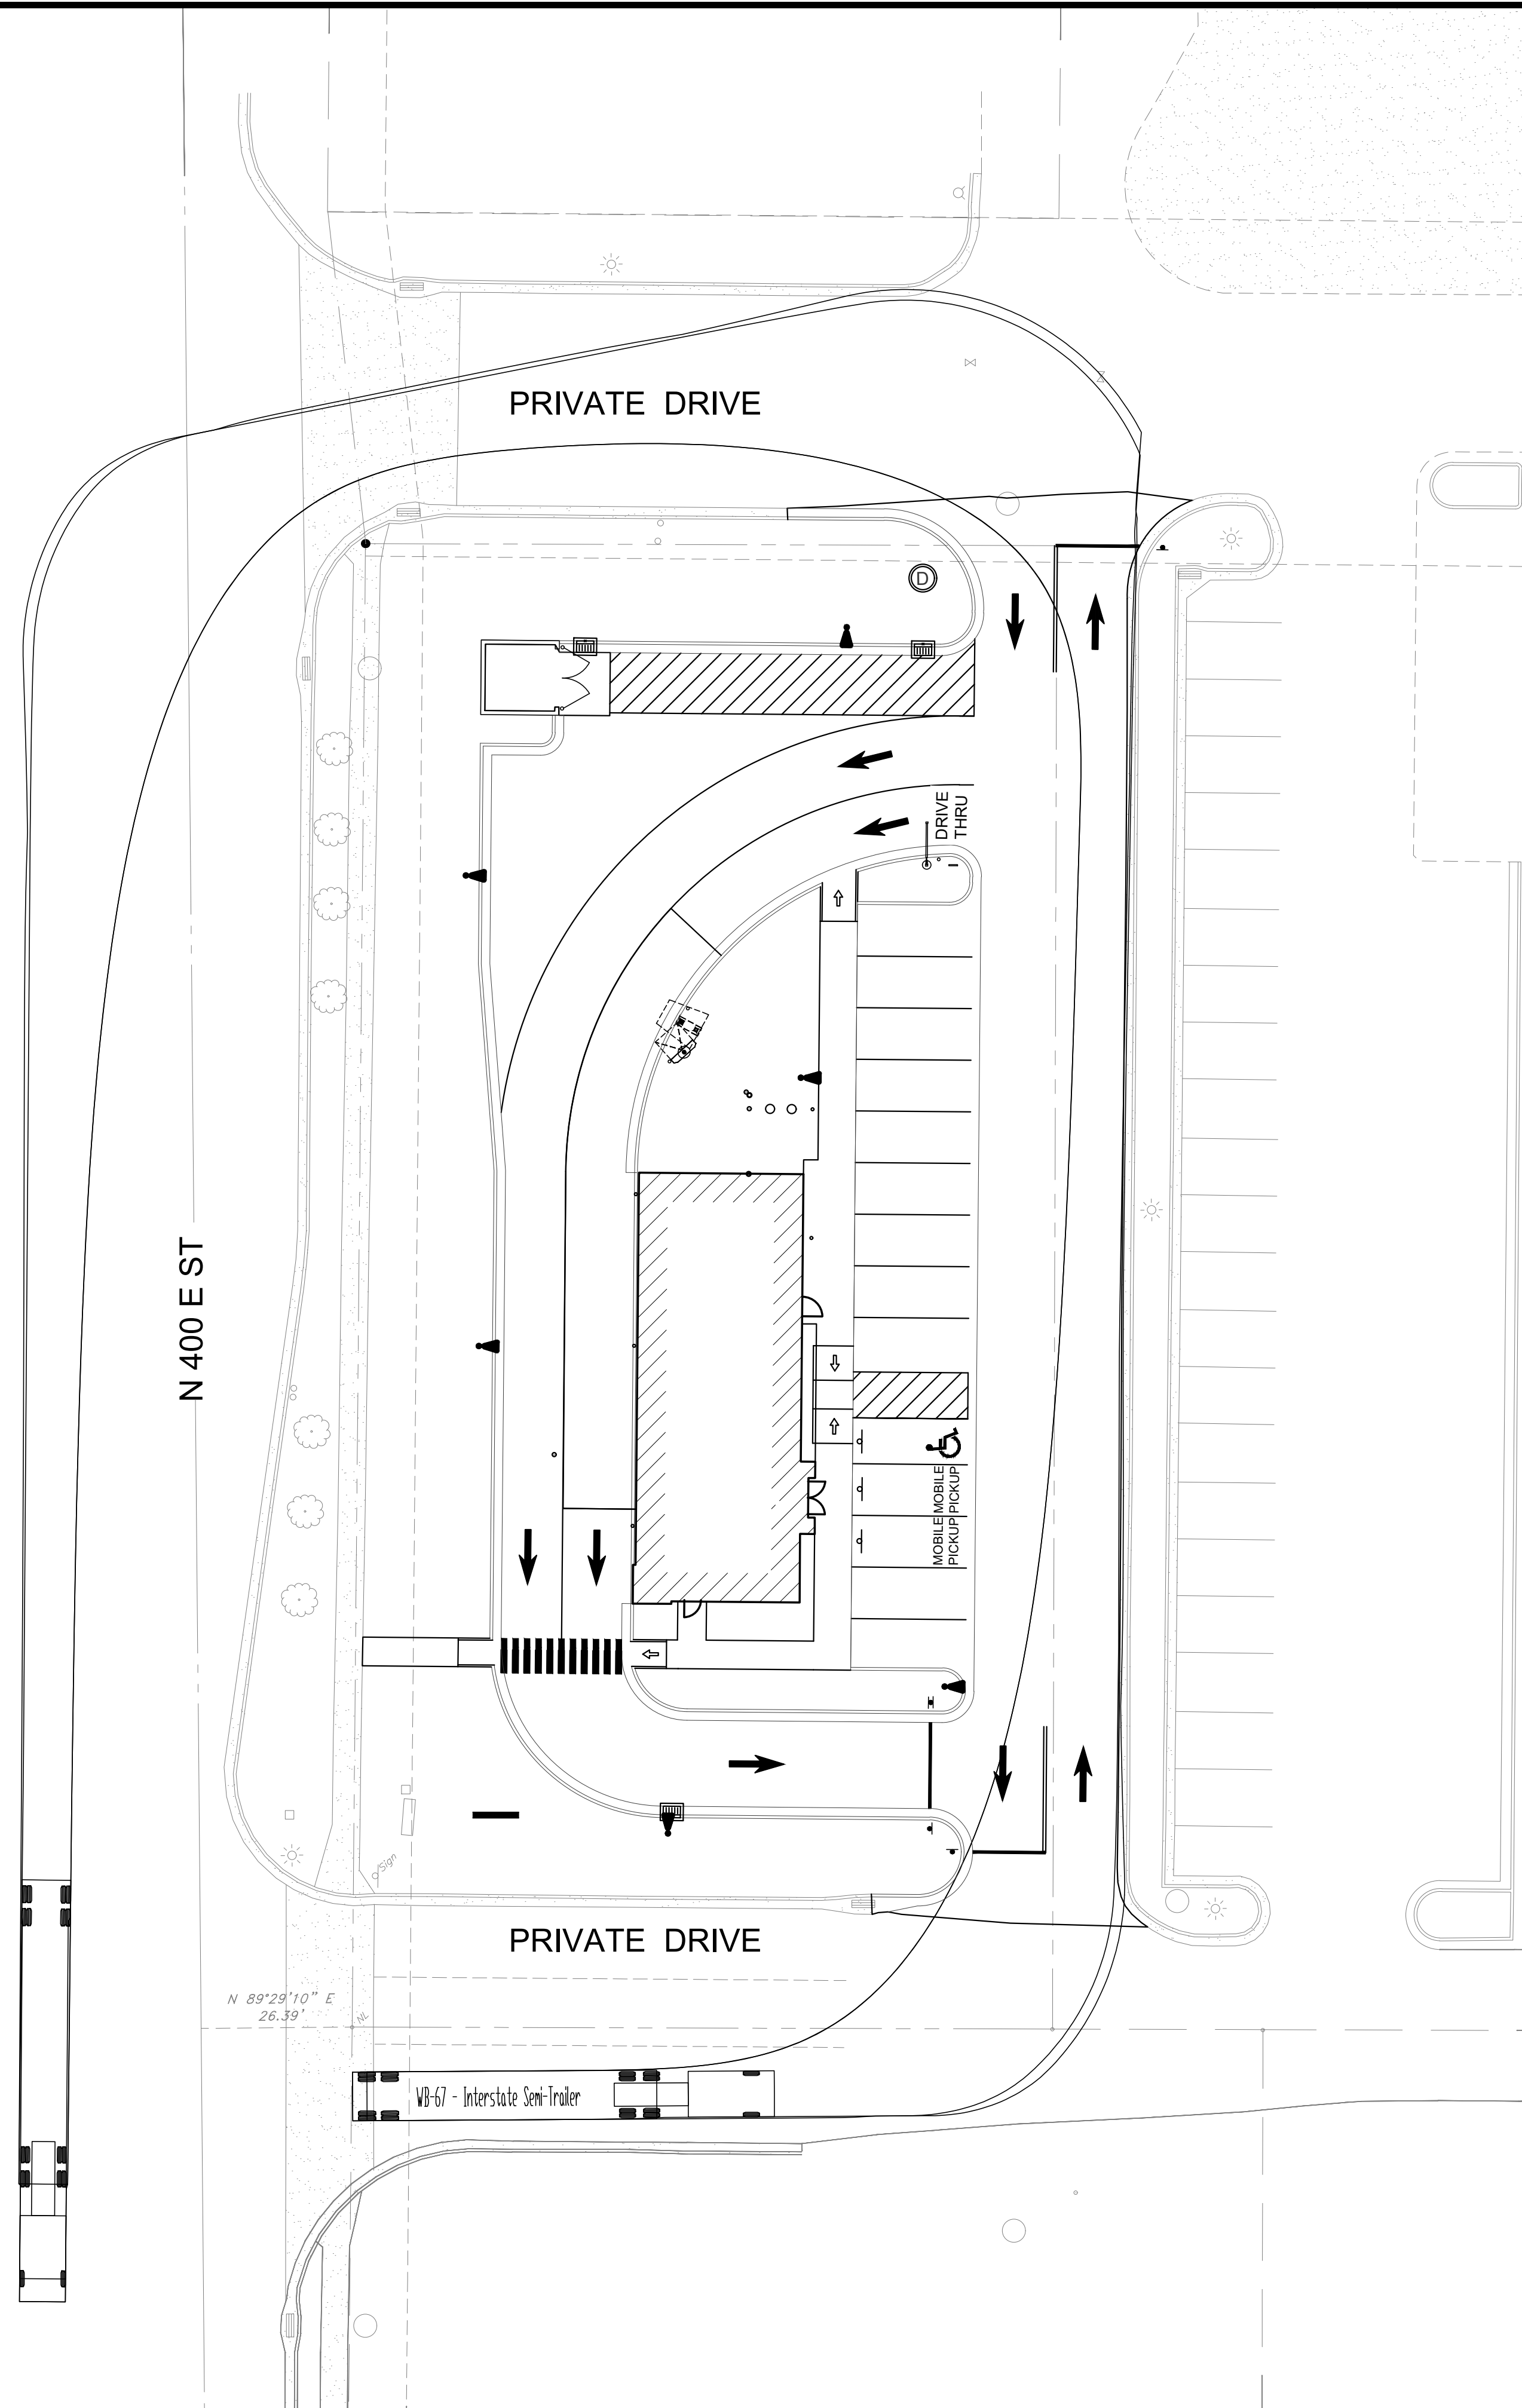 PRIVATE DRIVE
D
DRIVE
THRU
N 400 E ST
MOBILE
PICKUP
MOBILE
PICKUP
Sign
PRIVATE DRIVE
N 89°29'10" E
26.39'
NL
WB-67 - Interstate Semi-Trailer